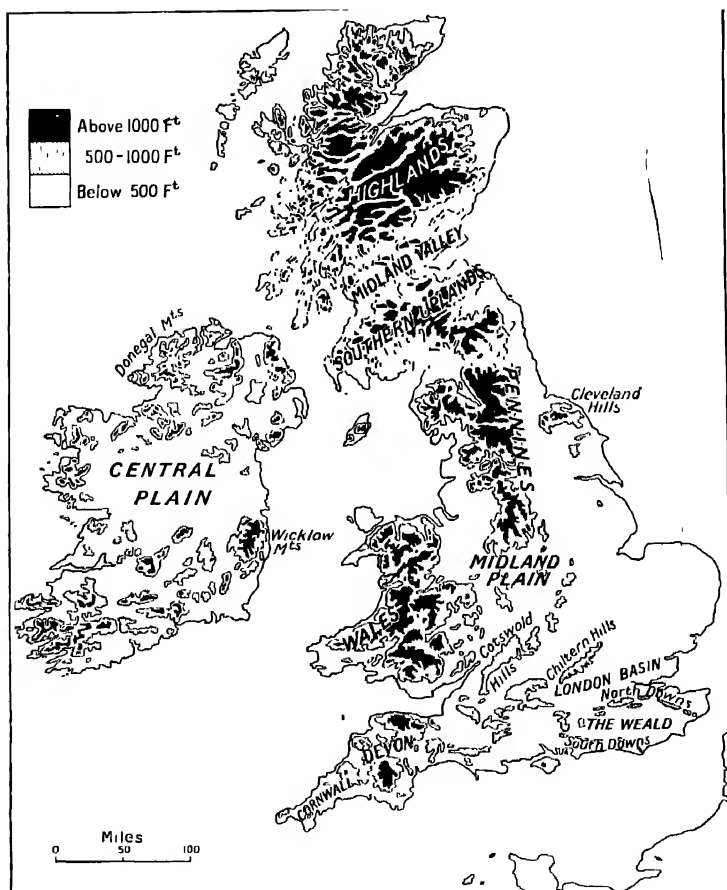 Above 1000 Ft
500-1000 Ft
Below 500 Ft
HIGHLANDS
MIDLAND VALLEY
SOUTHERN UPLANDS
Donegal Mts
PENNINES
Cleveland
Hills
CENTRAL
PLAIN
Wicklow
Mts
MIDLAND
PLAIN
WALES
Cotswold
Hills
Chiltern Hills
LONDON BASIN
North Downs
THE WEALD
South Downs
DEVON
CORNWALL
Miles
0 50 100